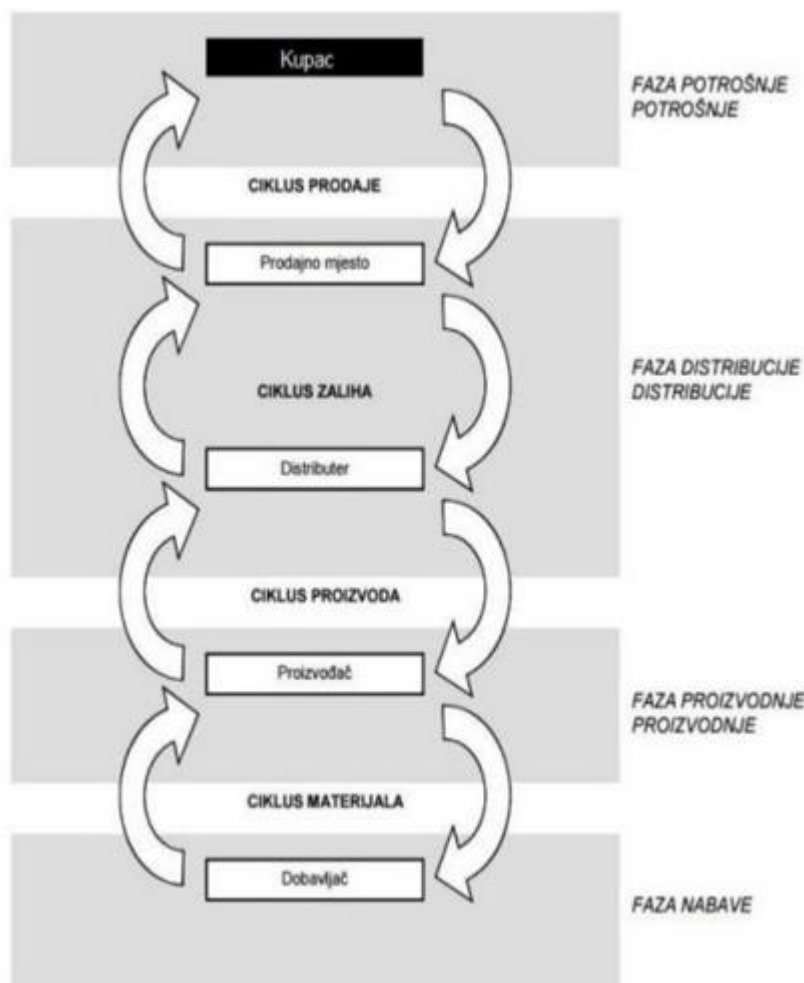 Kupac
FAZA POTROŠNJE
POTROŠNJE
CIKLUS PRODAJE
Prodajno mjesto
FAZA DISTRIBUCIJE
DISTRIBUCIJE
CIKLUS ZALIHA
Distributer
CIKLUS PROIZVODA
Proizvođač
FAZA PROIZVODNJE
PROIZVODNJE
CIKLUS MATERIJALA
Dobavljač
FAZA NABAVE